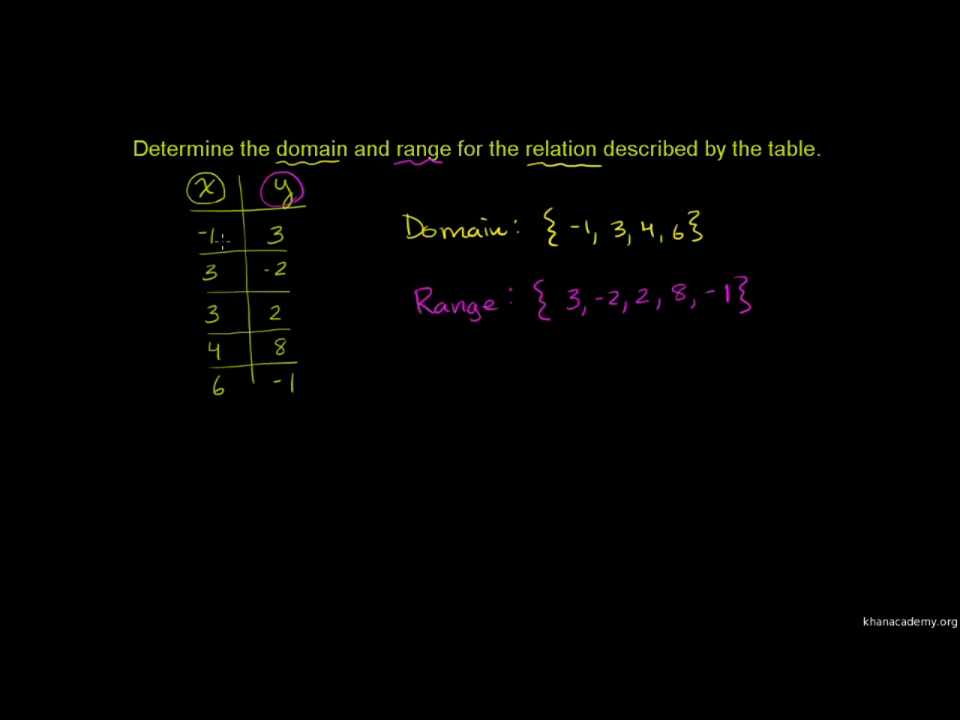 Determine the domain and range for the relation described by the table.
x y
-1 3
3 -2
3 2
4 8
6 -1
Domain: { -1, 3, 4, 6}
Range: { 3, -2, 2, 8, -1}
khanacademy.org